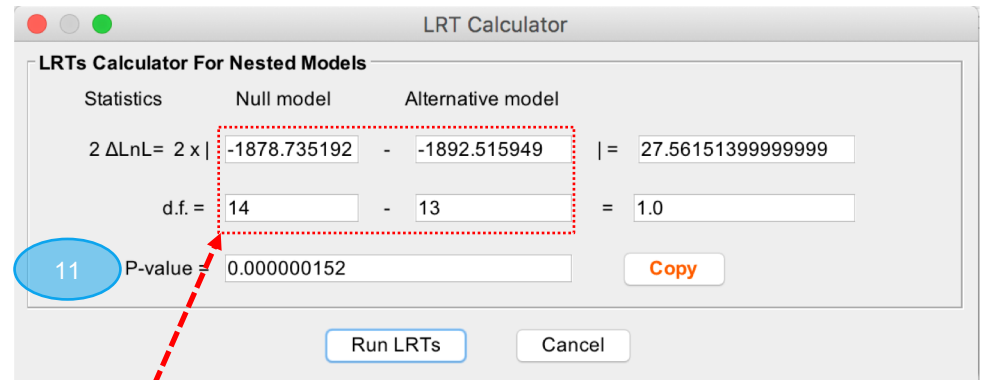 LRT Calculator
LRTs Calculator For Nested Models
Statistics Null model Alternative model
2 ΔLnL= 2 x | -1878.735192 - -1892.515949 | = 27.56151399999999
d.f. = 14 - 13 = 1.0
11 P-value = 0.000000152 Copy
Run LRTs Cancel